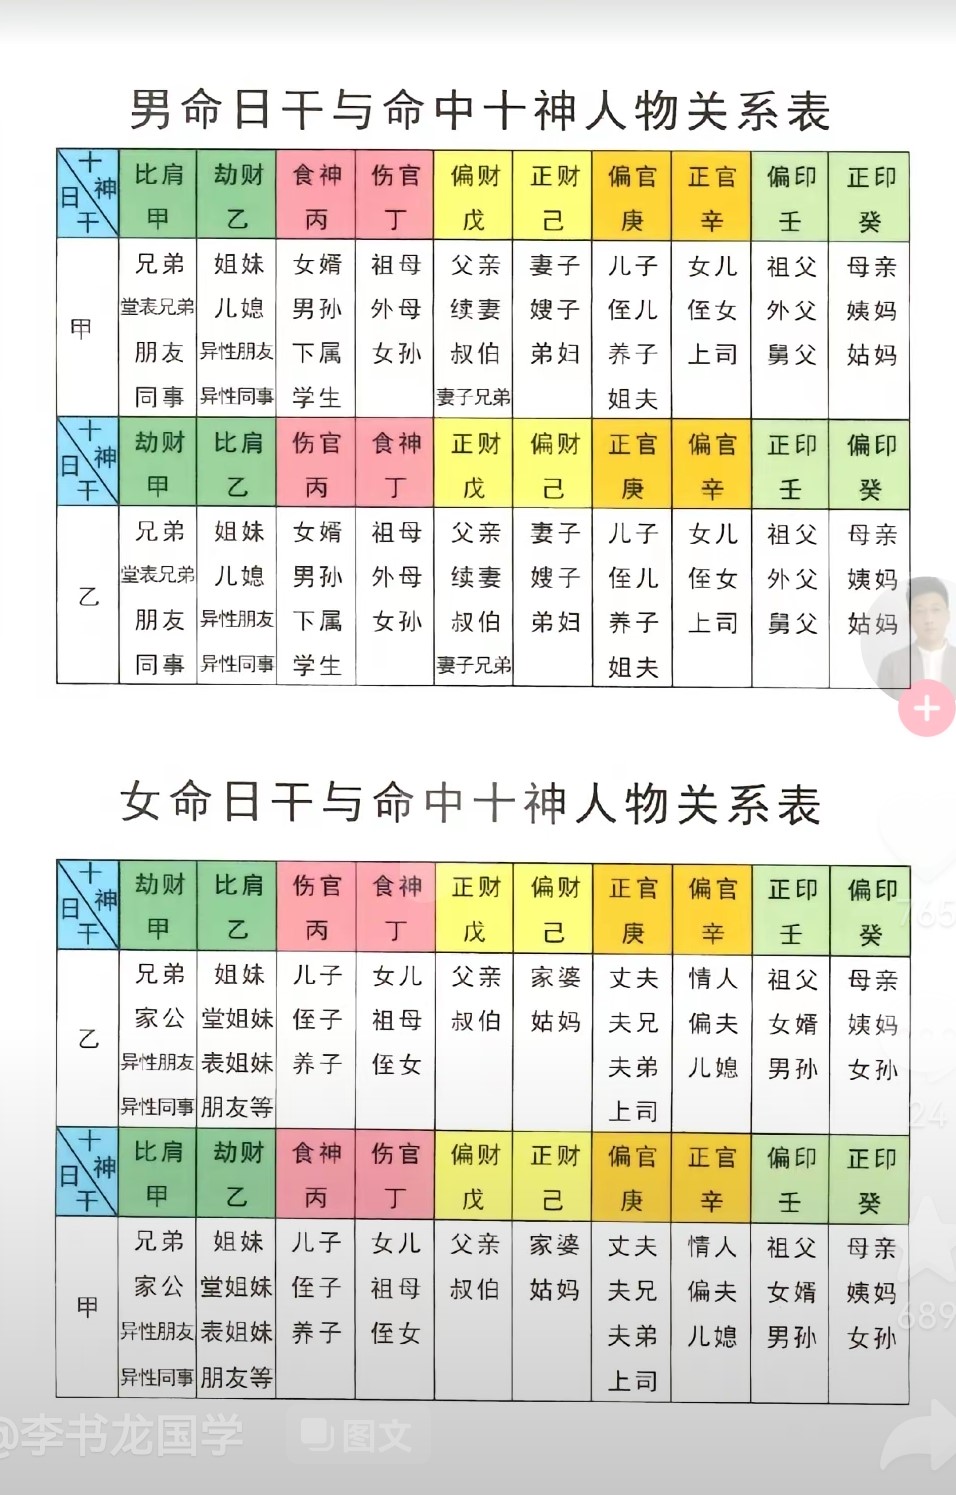 男命日干与命中十神人物关系表
十神日干 比肩 劫财 食神 伤官 偏财 正财 偏官 正官 偏印 正印
甲 乙 丙 丁 戊 己 庚 辛 壬 癸
兄弟 姐妹 女婿 祖母 父亲 妻子 儿子 女儿 祖父 母亲
堂表兄弟 儿媳 男孙 外母 续妻 嫂子 侄儿 侄女 外父 姨妈
甲
朋友 异性朋友 下属 女孙 叔伯 弟妇 养子 上司 舅父 姑妈
同事 异性同事 学生 妻子兄弟 姐夫
十神日干 劫财 比肩 伤官 食神 正财 偏财 正官 偏官 正印 偏印
甲 乙 丙 丁 戊 己 庚 辛 壬 癸
兄弟 姐妹 女婿 祖母 父亲 妻子 儿子 女儿 祖父 母亲
堂表兄弟 儿媳 男孙 外母 续妻 嫂子 侄儿 侄女 外父 姨妈
乙
朋友 异性朋友 下属 女孙 叔伯 弟妇 养子 上司 舅父 姑妈
同事 异性同事 学生 妻子兄弟 姐夫
女命日干与命中十神人物关系表
十神日干 劫财 比肩 伤官 食神 正财 偏财 正官 偏官 正印 偏印
甲 乙 丙 丁 戊 己 庚 辛 壬 癸
兄弟 姐妹 儿子 女儿 父亲 家婆 丈夫 情人 祖父 母亲
家公 堂姐妹 侄子 祖母 叔伯 姑妈 夫兄 偏夫 女婿 姨妈
乙
异性朋友 表姐妹 养子 侄女 夫弟 儿媳 男孙 女孙
异性同事 朋友等 上司
十神日干 比肩 劫财 食神 伤官 偏财 正财 偏官 正官 偏印 正印
甲 乙 丙 丁 戊 己 庚 辛 壬 癸
兄弟 姐妹 儿子 女儿 父亲 家婆 丈夫 情人 祖父 母亲
家公 堂姐妹 侄子 祖母 叔伯 姑妈 夫兄 偏夫 女婿 姨妈
甲
异性朋友 表姐妹 养子 侄女 夫弟 儿媳 男孙 女孙
异性同事 朋友等 上司
765
24
689
@李书龙国学 图文